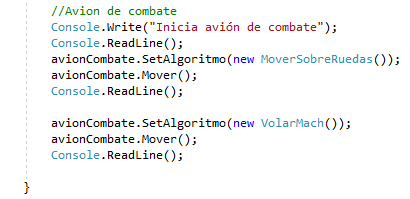 //Avion de combate
Console.Write("Inicia avión de combate");
Console.ReadLine();
avionCombate.SetAlgoritmo(new MoverSobreRuedas());
avionCombate.Mover();
Console.ReadLine();
avionCombate.SetAlgoritmo(new VolarMach());
avionCombate.Mover();
Console.ReadLine();
}